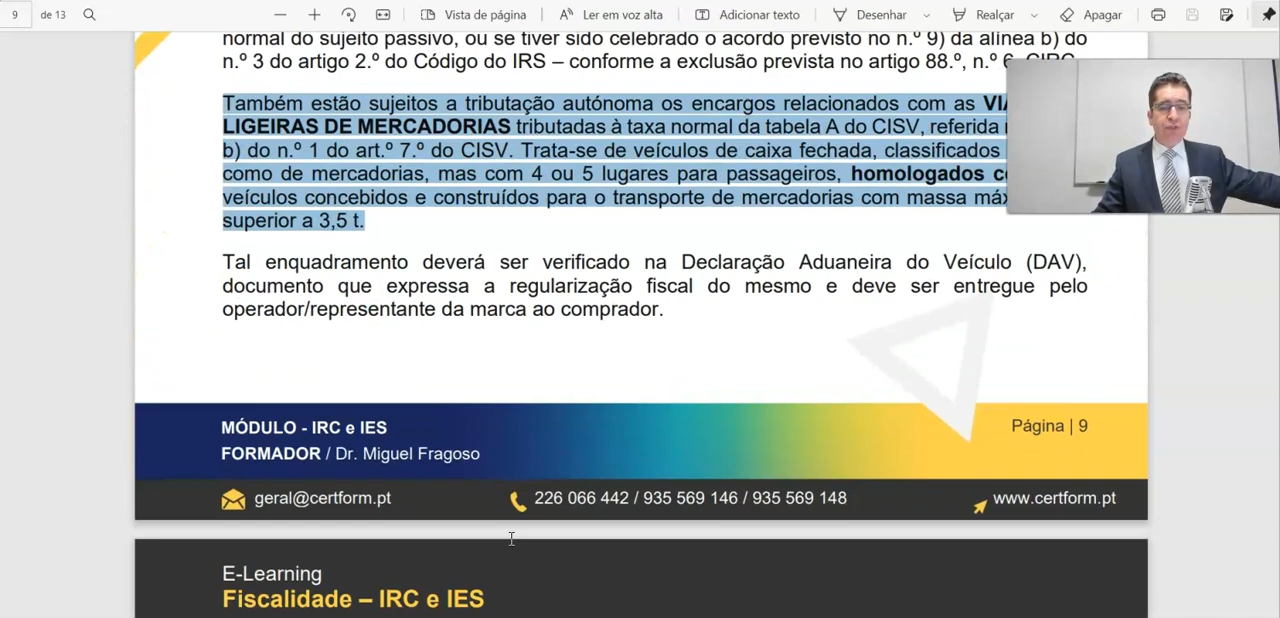 9 de 13 Vista de página Ler em voz alta Adicionar texto Desenhar Realçar Apagar
normal do sujeito passivo, ou se tiver sido celebrado o acordo previsto no n.º 9) da alínea b) do
n.º 3 do artigo 2.º do Código do IRS – conforme a exclusão prevista no artigo 88.º, n.º 6, CIRC.
Também estão sujeitos a tributação autónoma os encargos relacionados com as
LIGEIRAS DE MERCADORIAS tributadas à taxa normal da tabela A do CISV, referida
b) do n.º 1 do art.º 7.º do CISV. Trata-se de veículos de caixa fechada, classificados
como de mercadorias, mas com 4 ou 5 lugares para passageiros, homologados
veículos concebidos e construídos para o transporte de mercadorias com massa
superior a 3,5 t.
Tal enquadramento deverá ser verificado na Declaração Aduaneira do Veículo (DAV),
documento que expressa a regularização fiscal do mesmo e deve ser entregue pelo
operador/representante da marca ao comprador.
MÓDULO - IRC e IES
FORMADOR / Dr. Miguel Fragoso
Página | 9
geral@certform.pt 226 066 442 / 935 569 146 / 935 569 148 www.certform.pt
E-Learning
Fiscalidade – IRC e IES